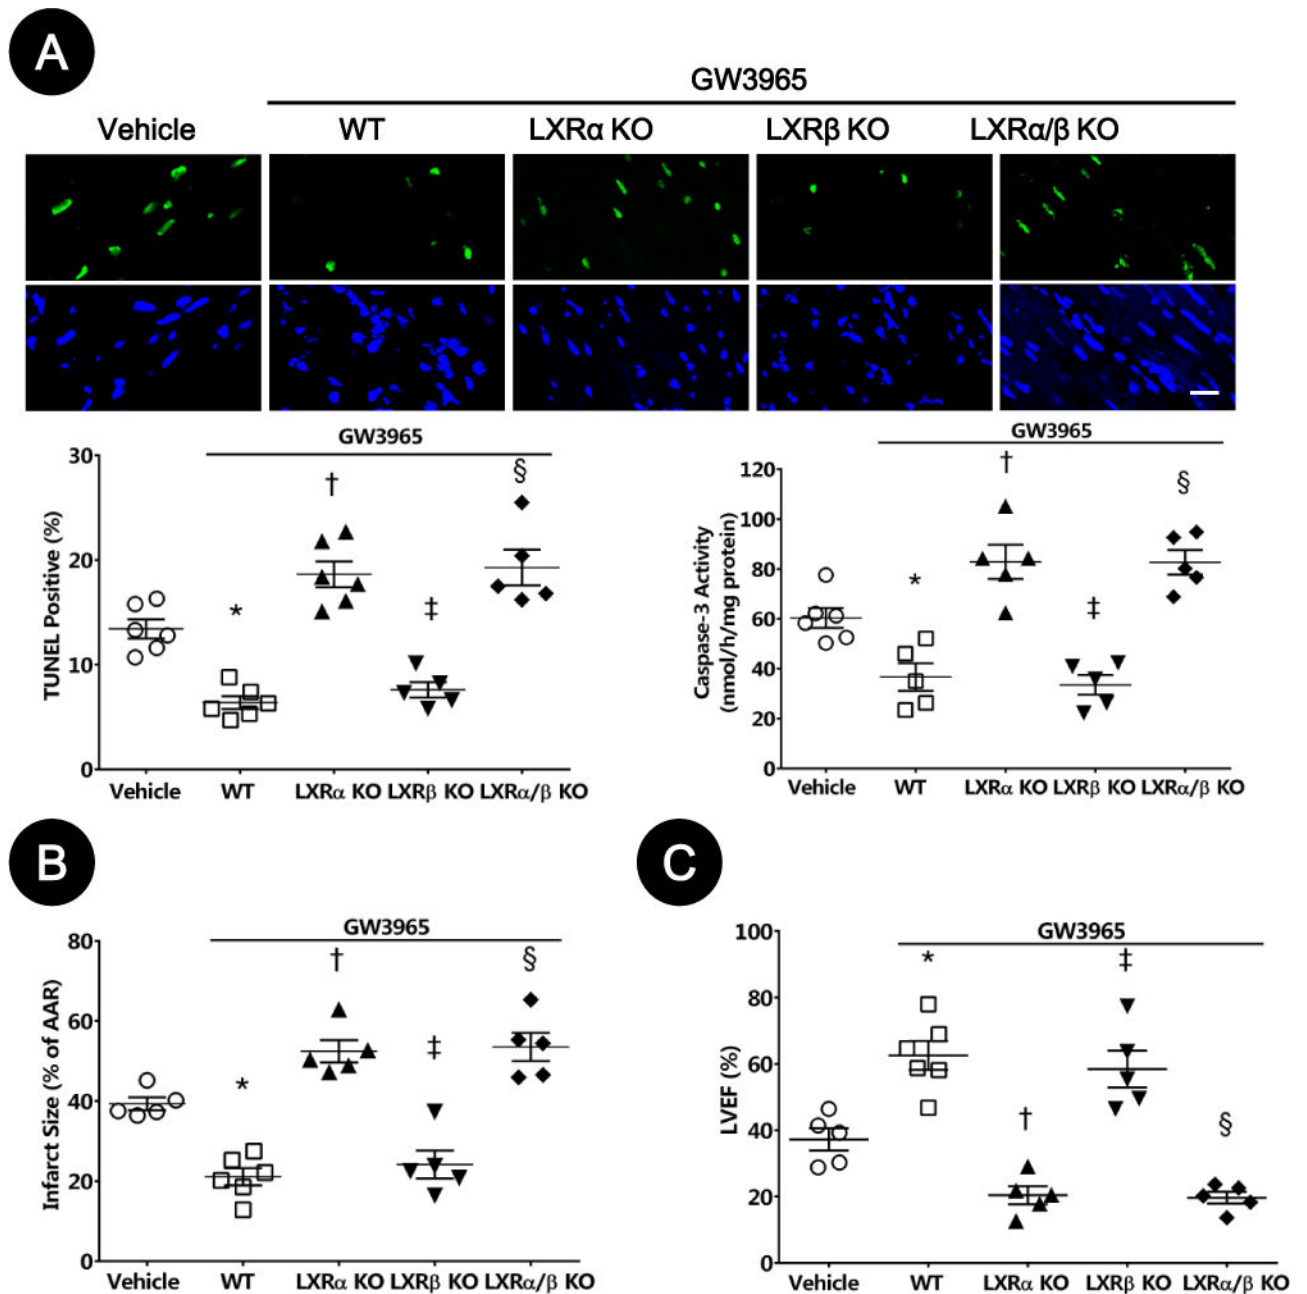 A
GW3965
Vehicle WT LXRα KO LXRβ KO LXRα/β KO
GW3965
30
20
10
0
TUNEL Positive (%)
*
†
‡
§
Vehicle WT LXRα KO LXRβ KO LXRα/β KO
GW3965
120
100
80
60
40
20
0
Caspase-3 Activity
(nmol/h/mg protein)
*
†
‡
§
Vehicle WT LXRα KO LXRβ KO LXRα/β KO
B
GW3965
80
60
40
20
0
Infarct Size (% of AAR)
*
†
‡
§
Vehicle WT LXRα KO LXRβ KO LXRα/β KO
C
GW3965
100
80
60
40
20
0
LVEF (%)
*
†
‡
§
Vehicle WT LXRα KO LXRβ KO LXRα/β KO